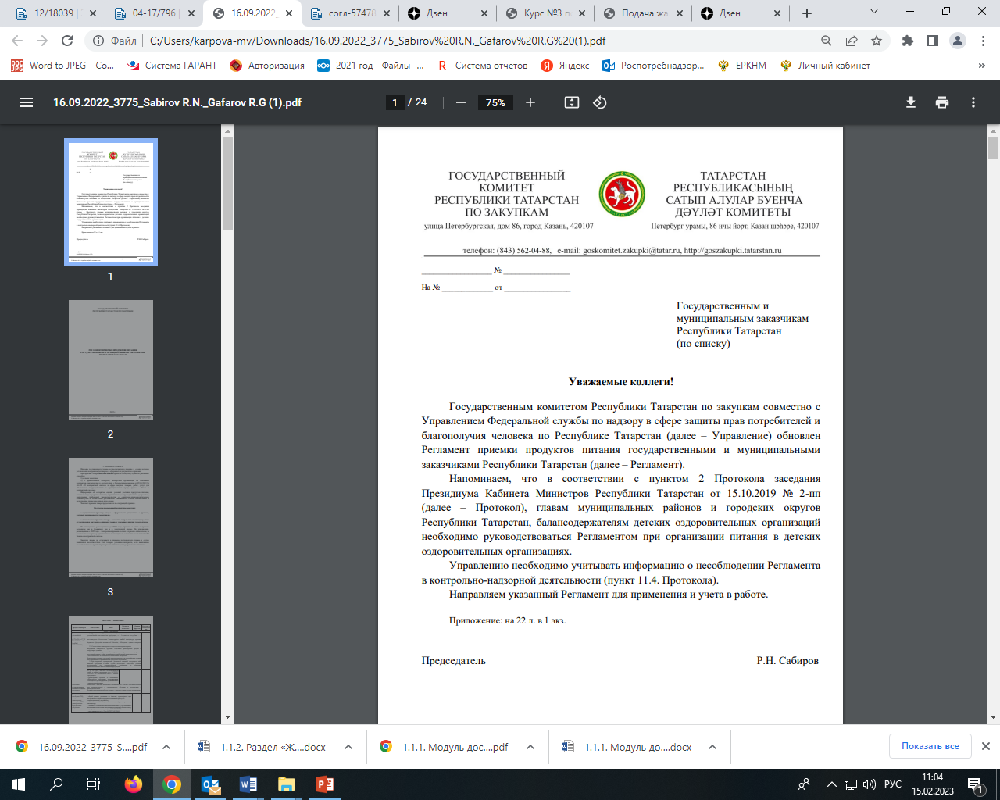 12/18039 |
04-17/796 |
16.09.2022_
согл-57478
Дзен
Курс №3 п
Подача жа
Дзен
Файл | C:/Users/karpova-mv/Downloads/16.09.2022_3775_Sabirov%20R.N._Gafarov%20R.G%20(1).pdf
Word to JPEG – Co...
Система ГАРАНТ
Авторизация
2021 год - Файлы -...
Система отчетов
Яндекс
Роспотребнадзор...
ЕРКНМ
Личный кабинет
»
16.09.2022_3775_Sabirov R.N._Gafarov R.G (1).pdf
1 / 24
75%
1
2
3
ГОСУДАРСТВЕННЫЙ
КОМИТЕТ
РЕСПУБЛИКИ ТАТАРСТАН
ПО ЗАКУПКАМ
улица Петербургская, дом 86, город Казань, 420107
ТАТАРСТАН
РЕСПУБЛИКАСЫНЫҢ
САТЫП АЛУЛАР БУЕНЧА
ДӘҮЛӘТ КОМИТЕТЫ
Петербург урамы, 86 нчы йорт, Казан шәһәре, 420107
телефон: (843) 562-04-88, e-mail: goskomitet.zakupki@tatar.ru, http://goszakupki.tatarstan.ru
__________________ № _________________
На № _____________ от _________________
Государственным и
муниципальным заказчикам
Республики Татарстан
(по списку)
Уважаемые коллеги!
Государственным комитетом Республики Татарстан по закупкам совместно с
Управлением Федеральной службы по надзору в сфере защиты прав потребителей и
благополучия человека по Республике Татарстан (далее – Управление) обновлен
Регламент приемки продуктов питания государственными и муниципальными
заказчиками Республики Татарстан (далее – Регламент).
Напоминаем, что в соответствии с пунктом 2 Протокола заседания
Президиума Кабинета Министров Республики Татарстан от 15.10.2019 № 2-пп
(далее – Протокол), главам муниципальных районов и городских округов
Республики Татарстан, балансодержателям детских оздоровительных организаций
необходимо руководствоваться Регламентом при организации питания в детских
оздоровительных организациях.
Управлению необходимо учитывать информацию о несоблюдении Регламента
в контрольно-надзорной деятельности (пункт 11.4. Протокола).
Направляем указанный Регламент для применения и учета в работе.
Приложение: на 22 л. в 1 экз.
Председатель
Р.Н. Сабиров
16.09.2022_3775_S....pdf
1.1.2. Раздел «Ж....docx
1.1.1. Модуль дос....pdf
1.1.1. Модуль до....docx
Показать все
РУС
11:04
15.02.2023
1